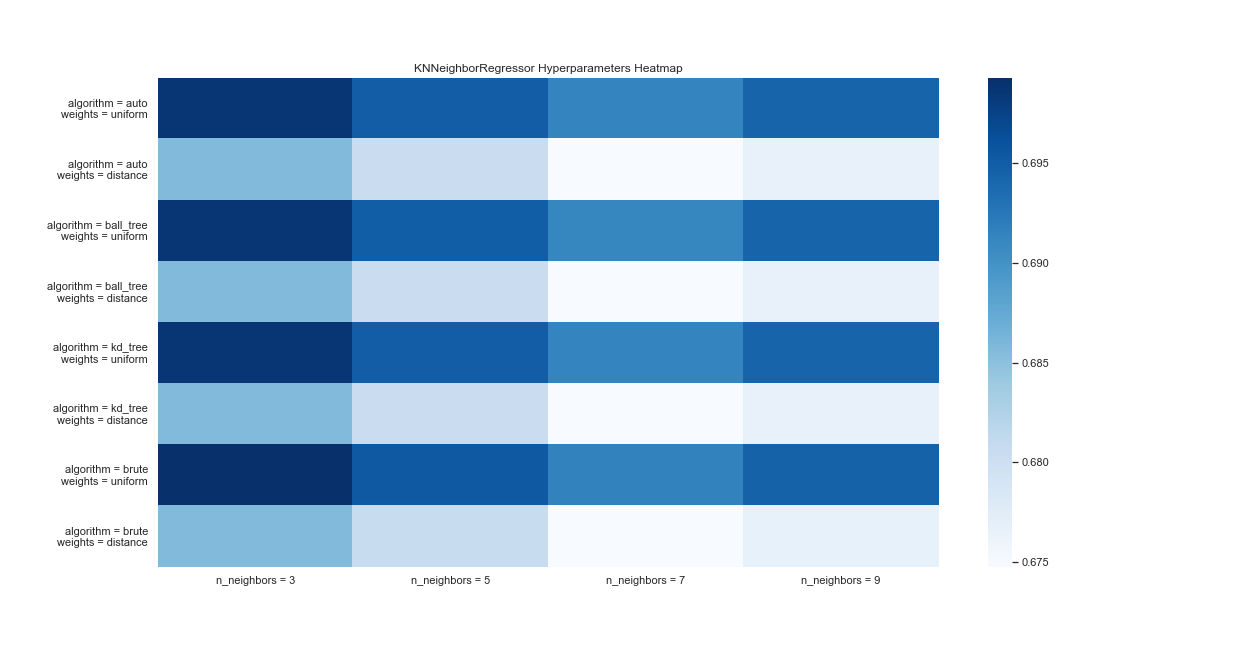 KNNeighborRegressor Hyperparameters Heatmap
algorithm = auto
weights = uniform
algorithm = auto
weights = distance
algorithm = ball_tree
weights = uniform
algorithm = ball_tree
weights = distance
algorithm = kd_tree
weights = uniform
algorithm = kd_tree
weights = distance
algorithm = brute
weights = uniform
algorithm = brute
weights = distance
n_neighbors = 3
n_neighbors = 5
n_neighbors = 7
n_neighbors = 9
0.695
0.690
0.685
0.680
0.675